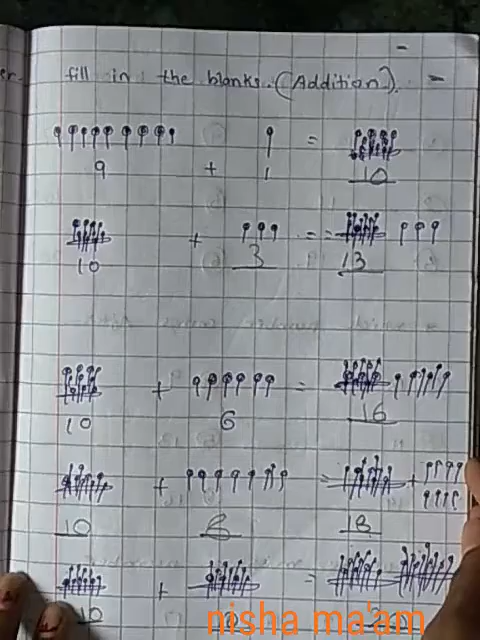 fill in the blanks. (Addition).
=
9 + 1 10
+ ==
10 3 13
+ =
10 6 16
+ = +
10 8 18
+ =
10
nisha ma'am